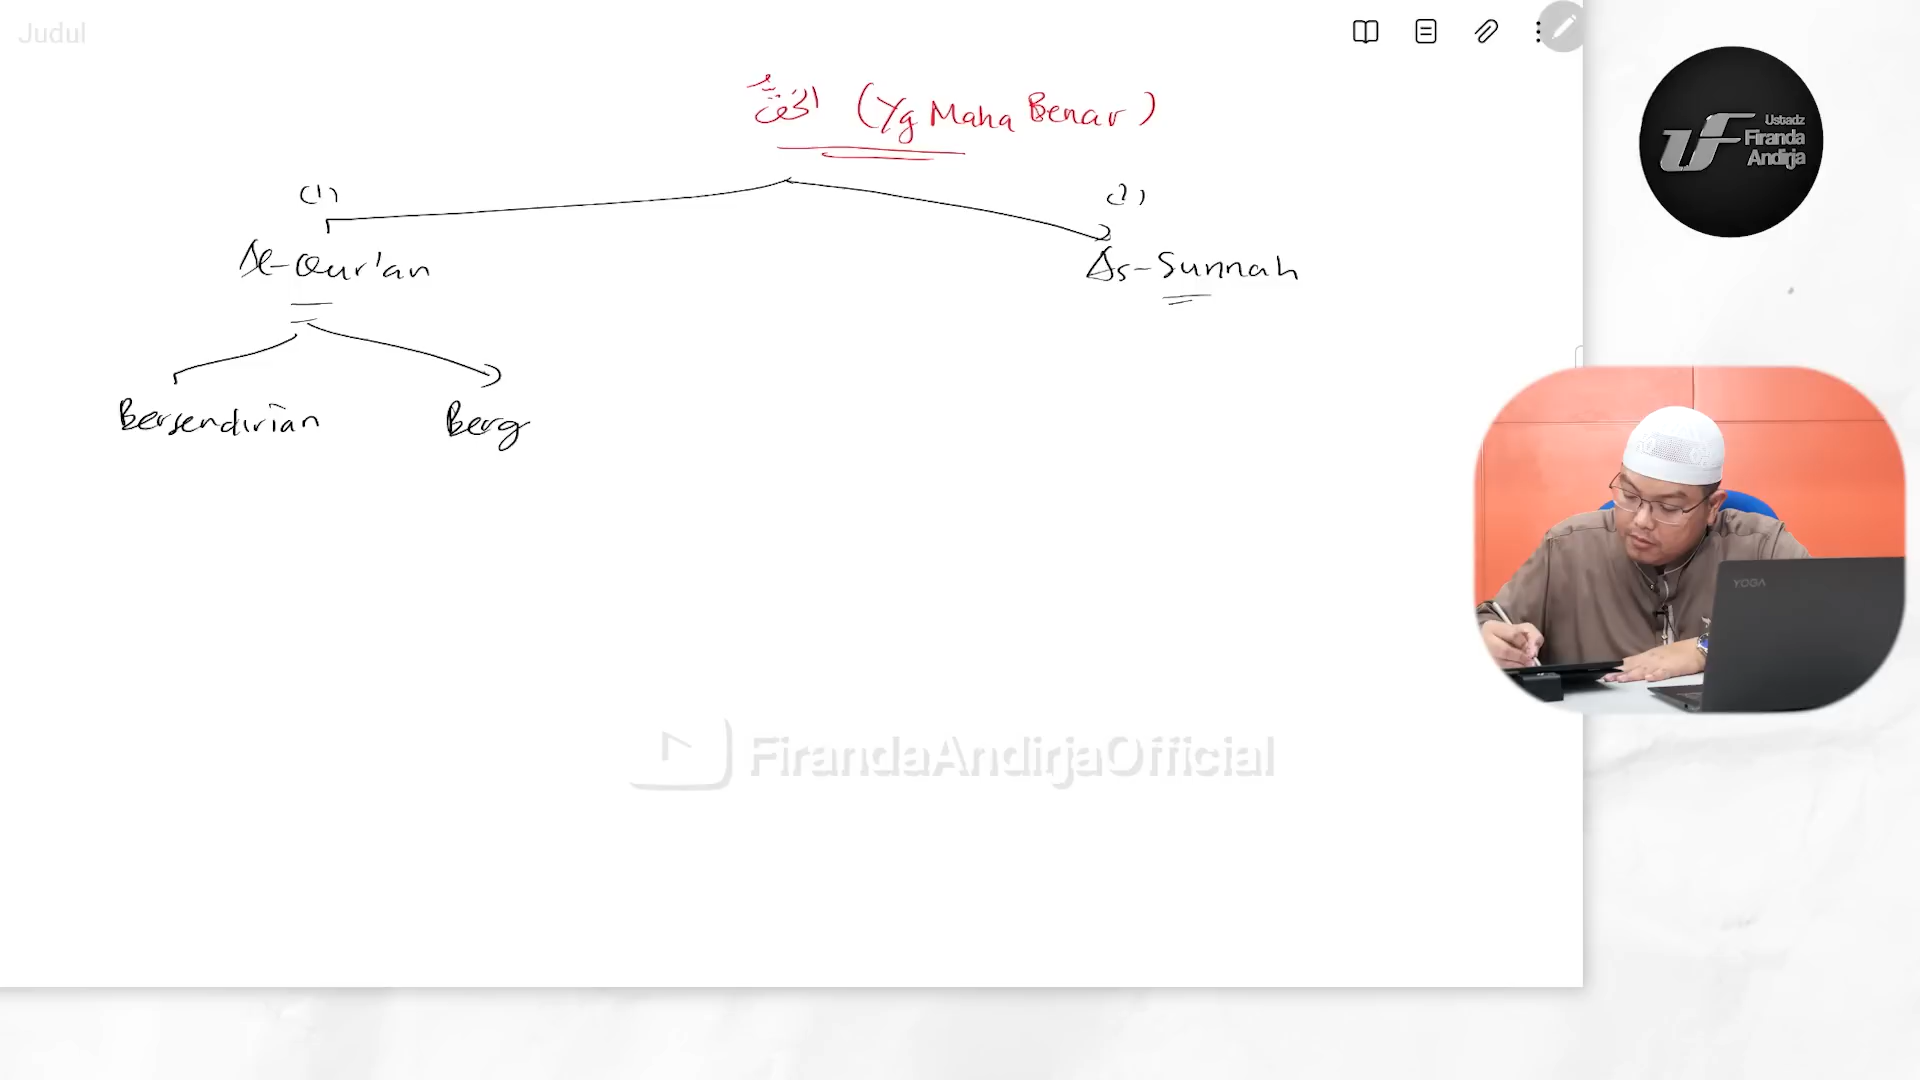 Judul
الحق (Yg Maha Benar)
(1)
(2)
Al-Qur'an
As-Sunnah
Bersendirian
Berg
Ustadz
Firanda
Andirja
YOGA
FirandaAndirjaOfficial